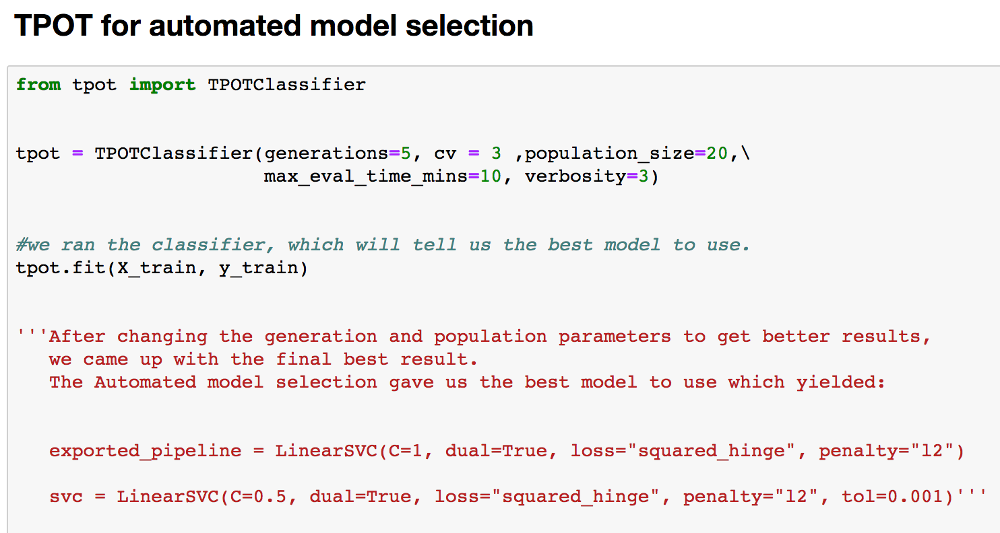 TPOT for automated model selection
from tpot import TPOTClassifier
tpot = TPOTClassifier(generations=5, cv = 3 ,population_size=20,\
max_eval_time_mins=10, verbosity=3)
#we ran the classifier, which will tell us the best model to use.
tpot.fit(X_train, y_train)
'''After changing the generation and population parameters to get better results,
we came up with the final best result.
The Automated model selection gave us the best model to use which yielded:
exported_pipeline = LinearSVC(C=1, dual=True, loss="squared_hinge", penalty="l2")
svc = LinearSVC(C=0.5, dual=True, loss="squared_hinge", penalty="l2", tol=0.001)'''